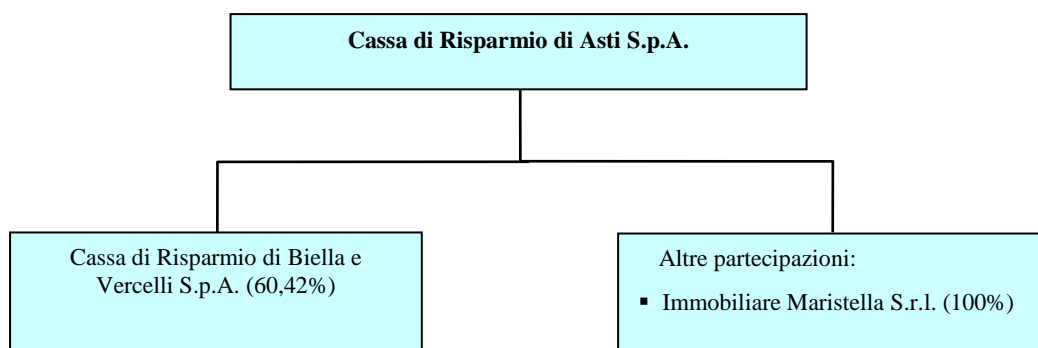 Cassa di Risparmio di Asti S.p.A.
Cassa di Risparmio di Biella e
Vercelli S.p.A. (60,42%)
Altre partecipazioni:
▪ Immobiliare Maristella S.r.l. (100%)